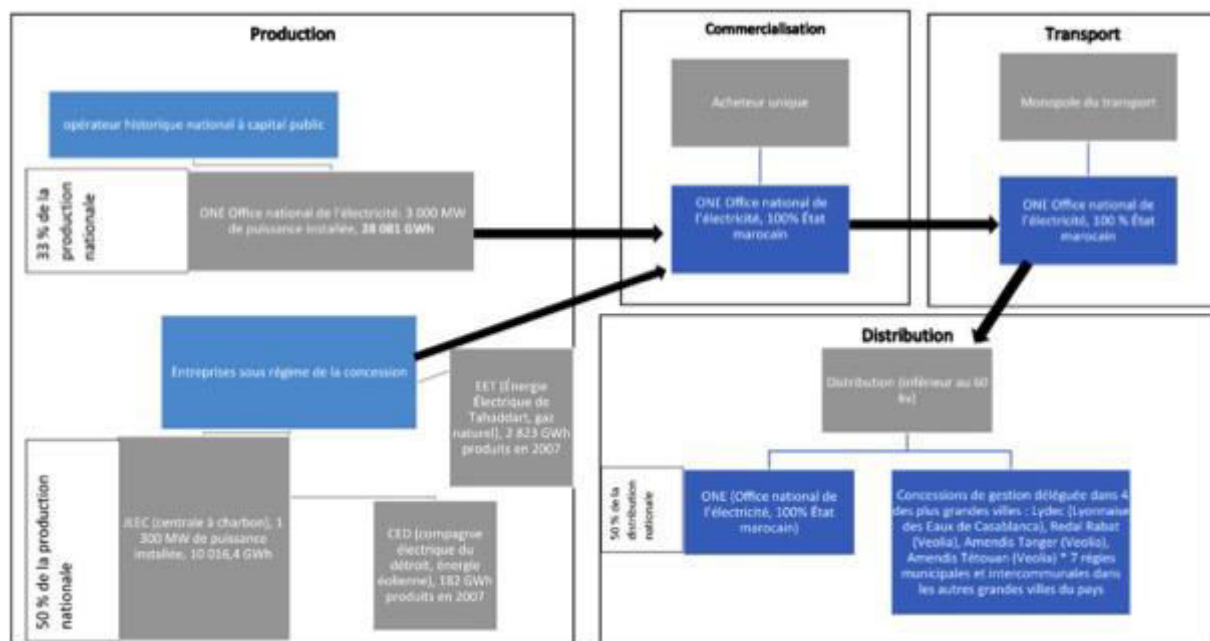 Production
opérateur historique national à capital public
33 % de la
production
nationale
ONE Office national de l'électricité: 3 000 MW
de puissance installée, 38 081 GWh
Entreprises sous régime de la concession
EET (Énergie
Électrique de
Tahaddart, gaz
naturel), 2 823 GWh
produits en 2007
50 % de la production
nationale
JLEC (centrale à charbon), 1
300 MW de puissance
installée, 10 016,4 GWh
CED (compagnie
électrique du
détroit, énergie
éolienne), 182 GWh
produits en 2007
Commercialisation
Acheteur unique
ONE Office national de
l'électricité, 100% État
marocain
Transport
Monopole du transport
ONE Office national de
l'électricité, 100 % État
marocain
Distribution
Distribution (inférieur au 60
kv)
50 % de la
distribution
nationale
ONE (Office national de
l'électricité, 100% État
marocain)
Concessions de gestion déléguée dans 4
des plus grandes villes : Lydec (Lyonnaise
des Eaux de Casablanca), Redal Rabat
(Veolia), Amendis Tanger (Veolia),
Amendis Tétouan (Veolia) * 7 régies
municipales et intercommunales dans
les autres grandes villes du pays